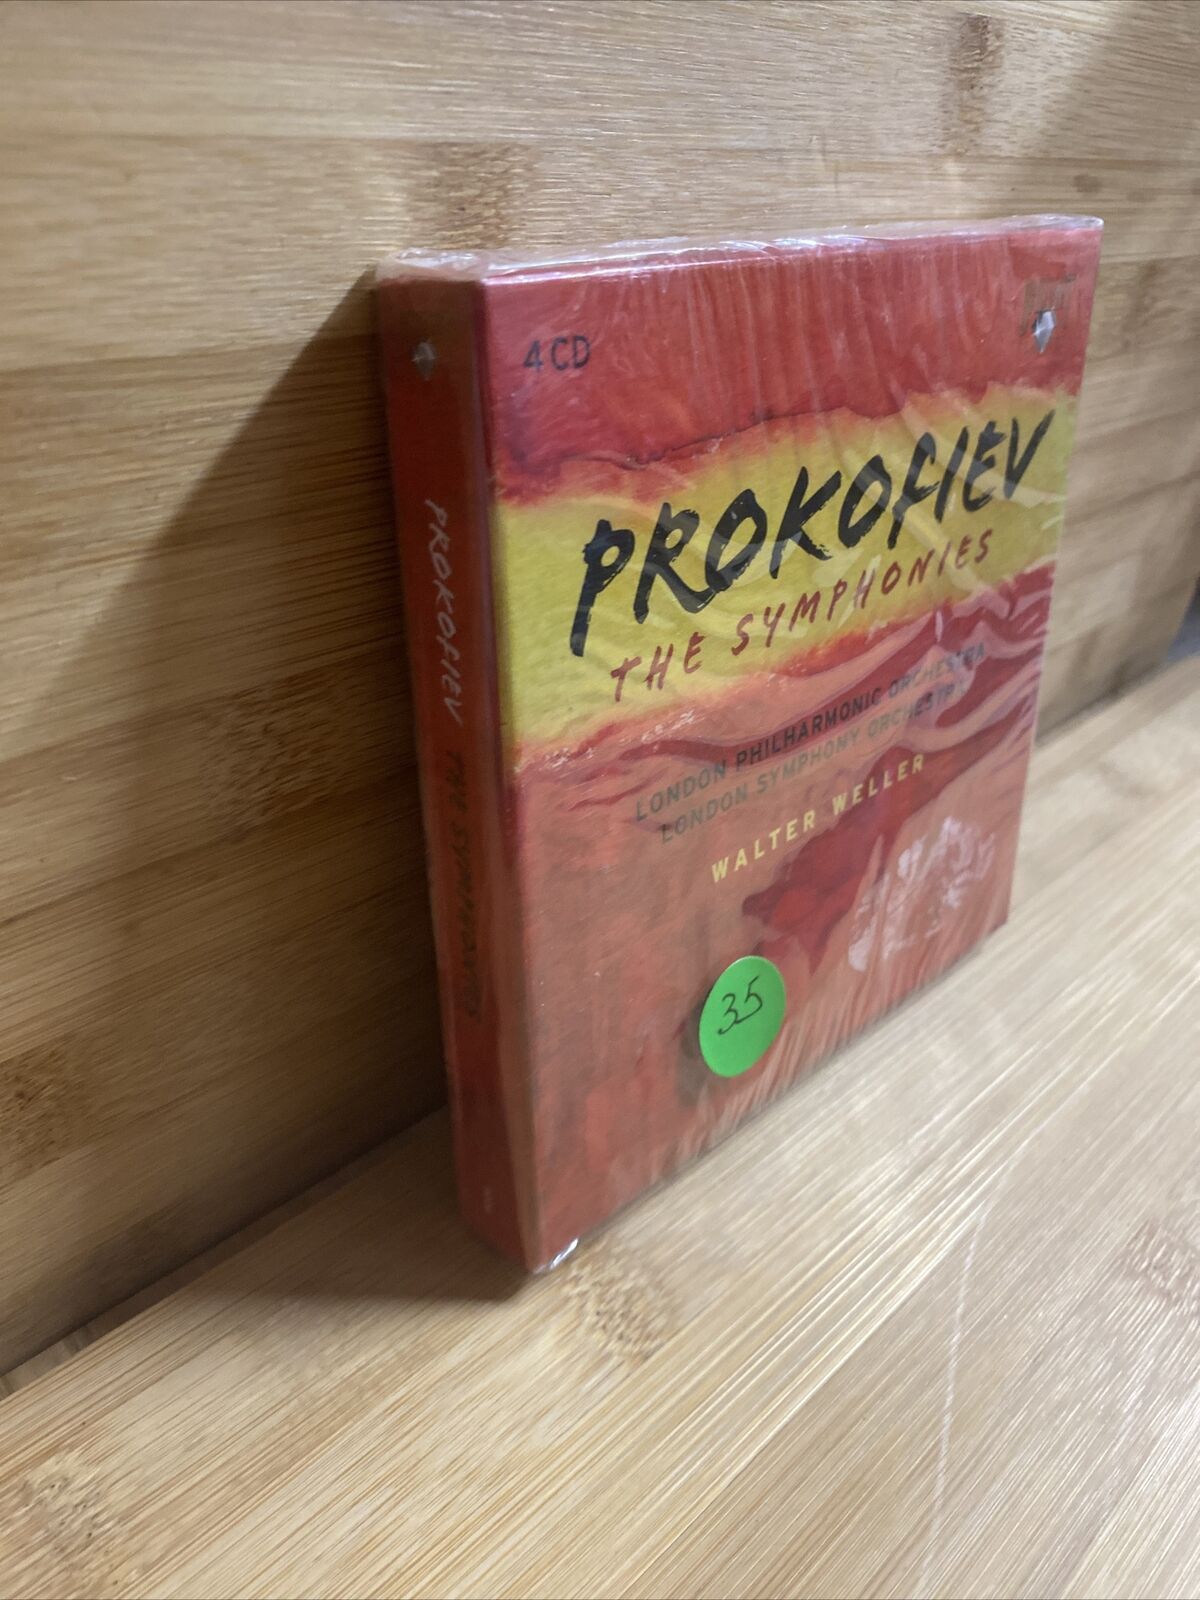 4 CD
PROKOFIEV
THE SYMPHONIES
LONDON PHILHARMONIC ORCHESTRA
LONDON SYMPHONY ORCHESTRA
WALTER WELLER
35
PROKOFIEV THE SYMPHONIES